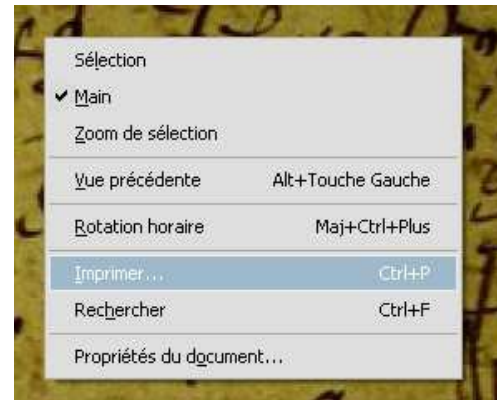 Sélection
✔ Main
Zoom de sélection
Vue précédente Alt+Touche Gauche
Rotation horaire Maj+Ctrl+Plus
Imprimer... Ctrl+P
Rechercher Ctrl+F
Propriétés du document...